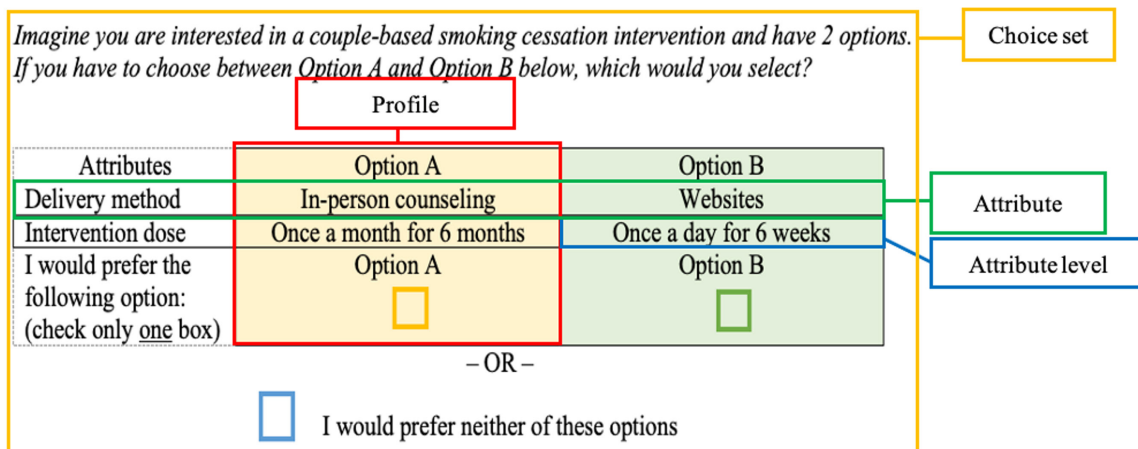 Imagine you are interested in a couple-based smoking cessation intervention and have 2 options.
If you have to choose between Option A and Option B below, which would you select?
Choice set
Profile
Attributes Option A Option B
Delivery method In-person counseling Websites
Attribute
Intervention dose Once a month for 6 months Once a day for 6 weeks
Attribute level
I would prefer the Option A Option B
following option:
(check only one box)
– OR –
I would prefer neither of these options